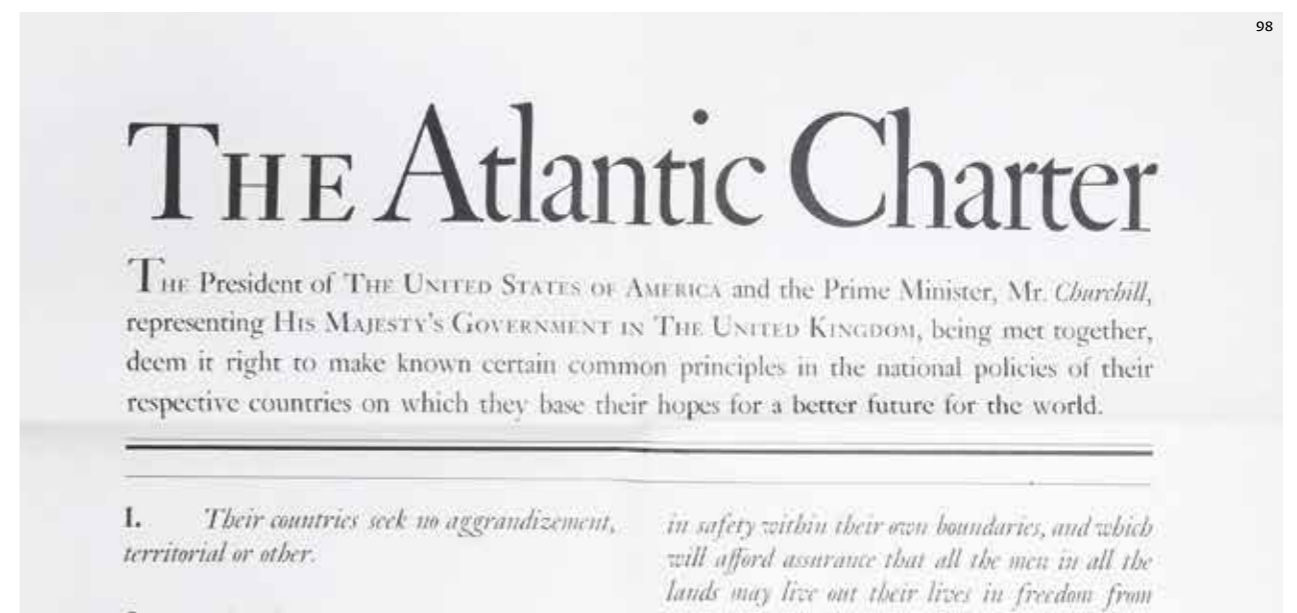 98
THE Atlantic Charter
THE President of THE UNITED STATES OF AMERICA and the Prime Minister, Mr. Churchill,
representing HIS MAJESTY'S GOVERNMENT IN THE UNITED KINGDOM, being met together,
deem it right to make known certain common principles in the national policies of their
respective countries on which they base their hopes for a better future for the world.
I. Their countries seek no aggrandizement,
territorial or other.
in safety within their own boundaries, and which
will afford assurance that all the men in all the
lands may live out their lives in freedom from